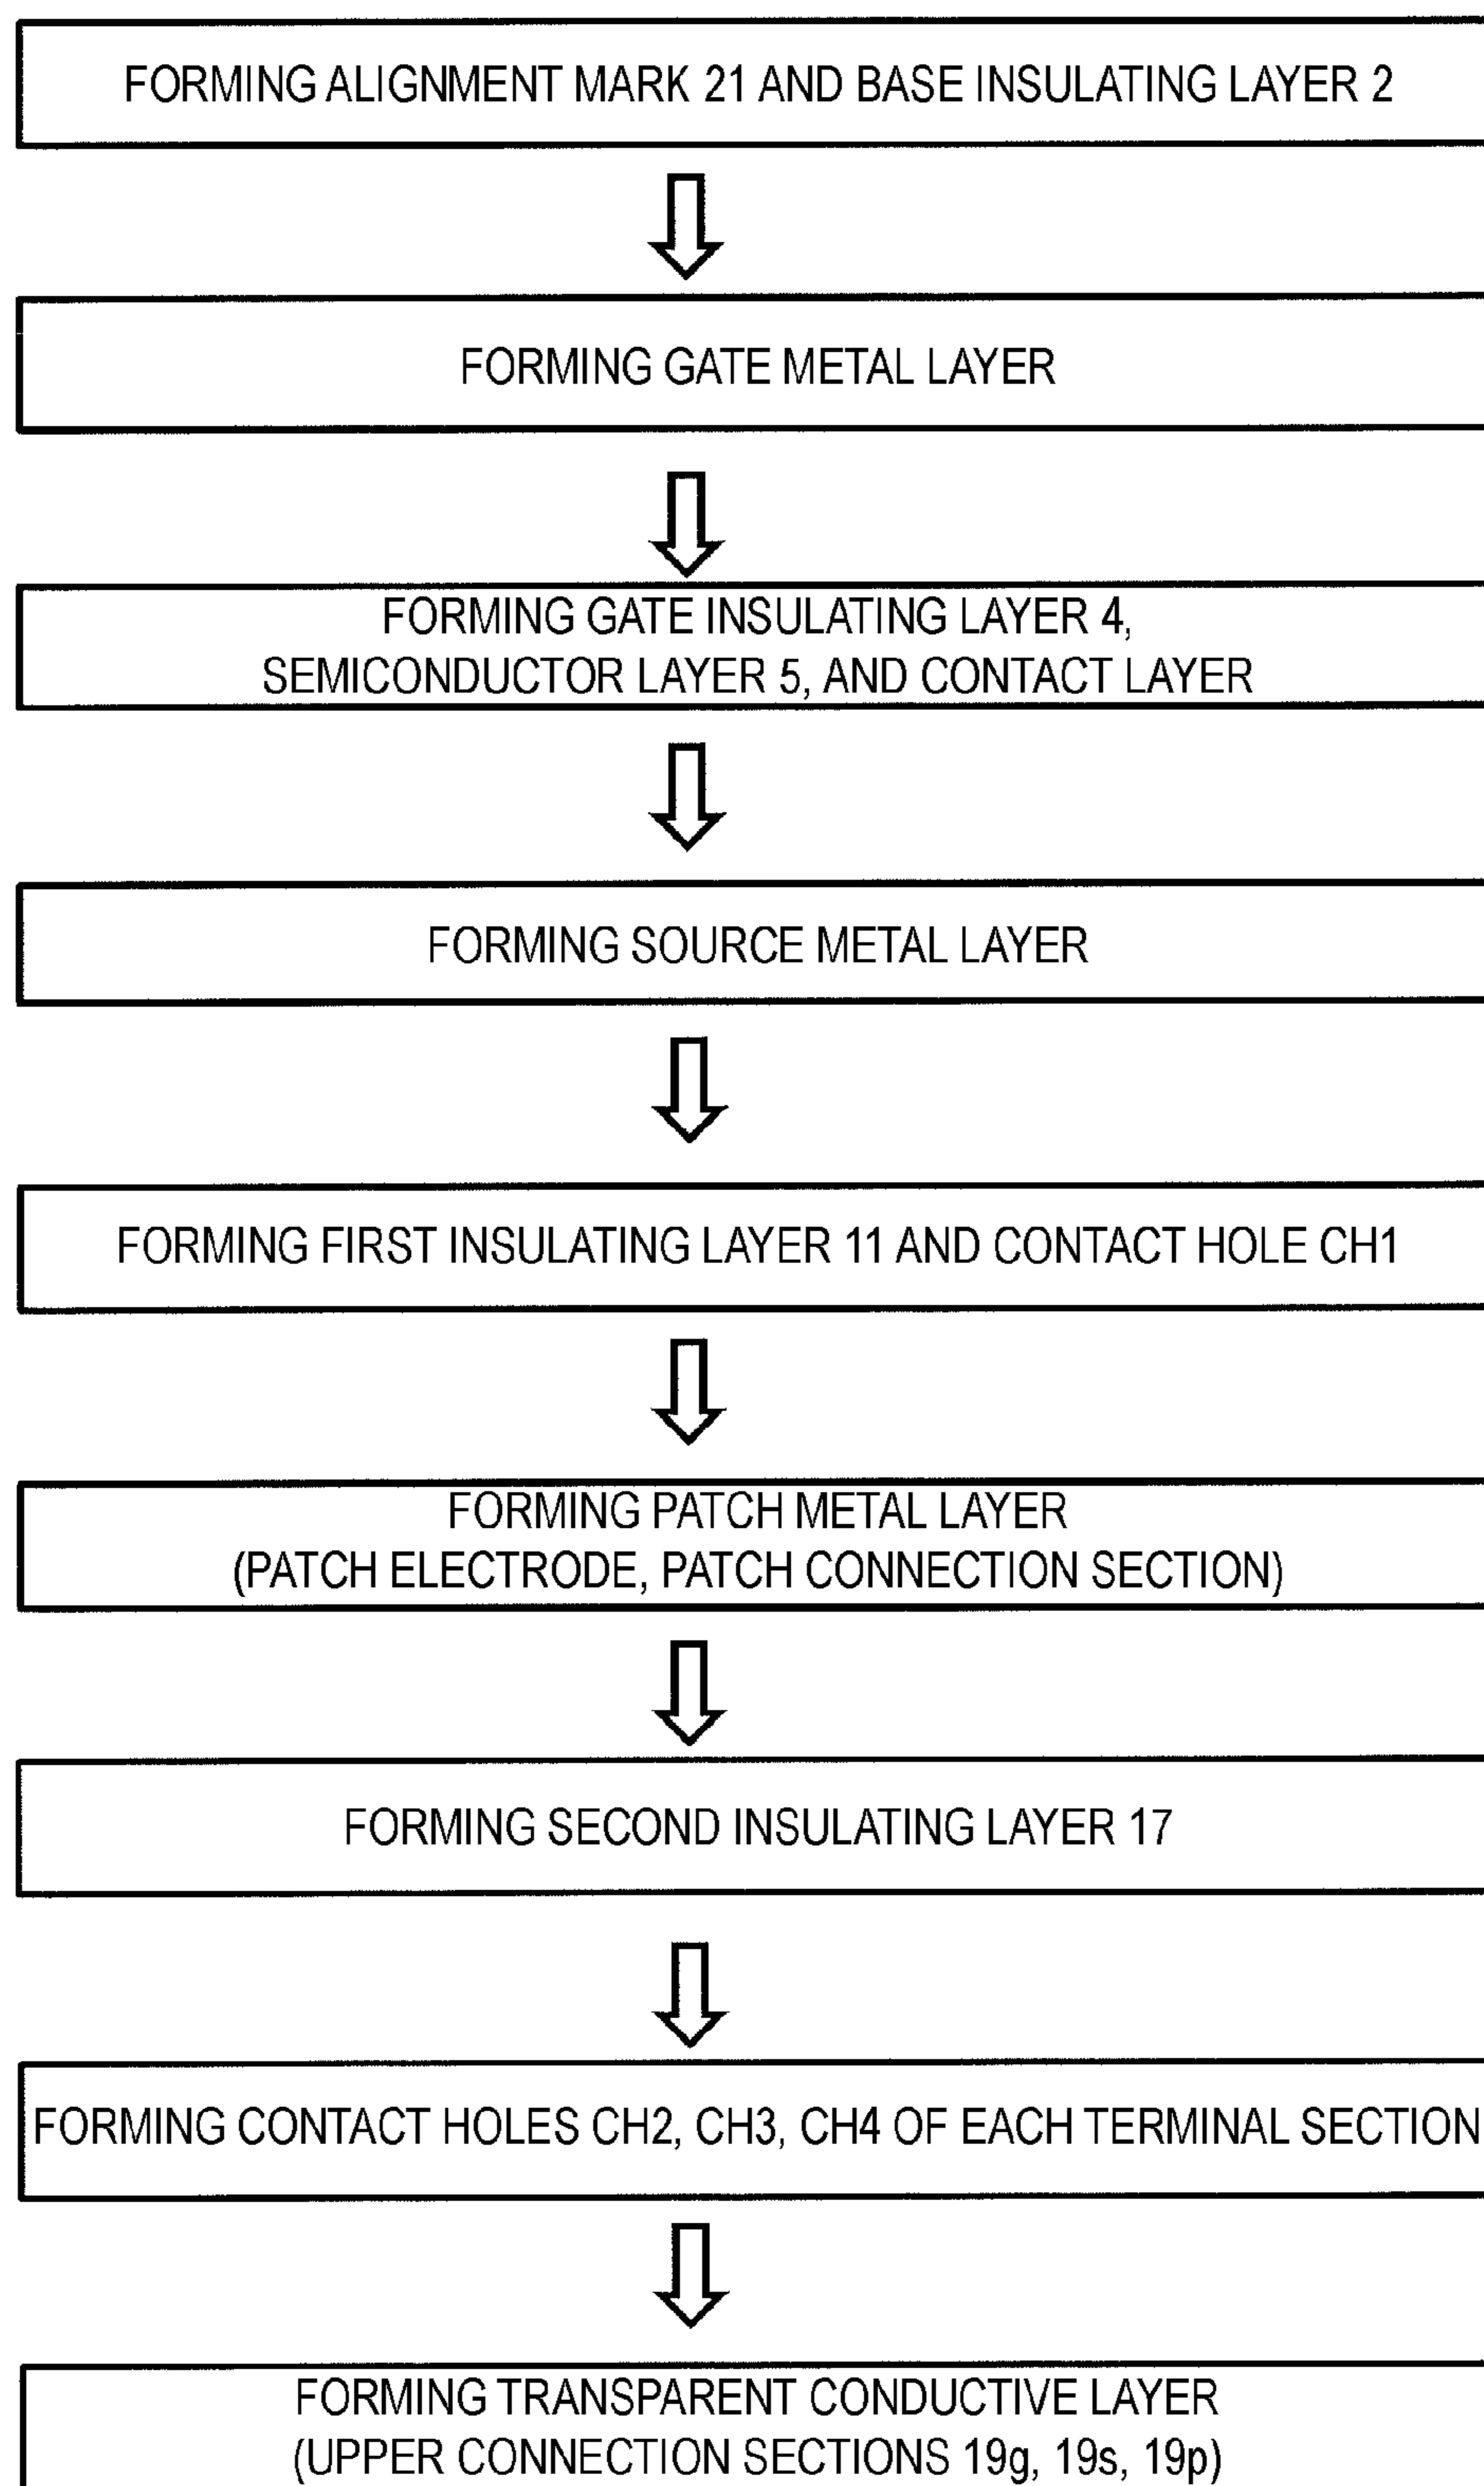 FORMING ALIGNMENT MARK 21 AND BASE INSULATING LAYER 2
FORMING GATE METAL LAYER
FORMING GATE INSULATING LAYER 4,
SEMICONDUCTOR LAYER 5, AND CONTACT LAYER
FORMING SOURCE METAL LAYER
FORMING FIRST INSULATING LAYER 11 AND CONTACT HOLE CH1
FORMING PATCH METAL LAYER
(PATCH ELECTRODE, PATCH CONNECTION SECTION)
FORMING SECOND INSULATING LAYER 17
FORMING CONTACT HOLES CH2, CH3, CH4 OF EACH TERMINAL SECTION
FORMING TRANSPARENT CONDUCTIVE LAYER
(UPPER CONNECTION SECTIONS 19g, 19s, 19p)